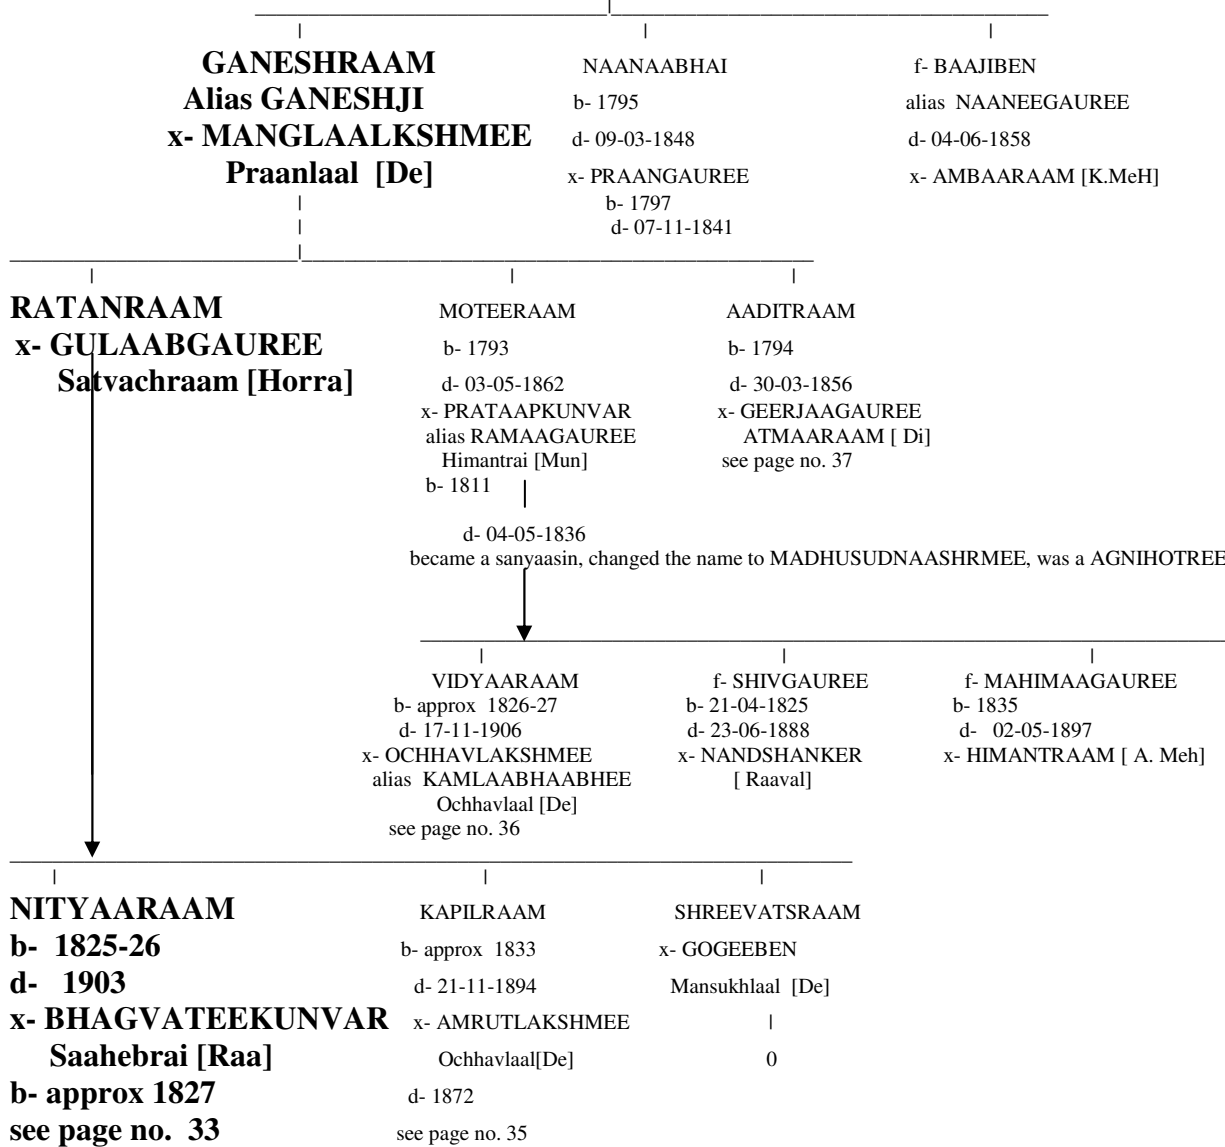 GANESHRAAM NAANAABHAI f- BAAJIBEN
Alias GANESHJI b- 1795 alias NAANEEGAUREE
x- MANGLAALKSHMEE d- 09-03-1848 d- 04-06-1858
Praanlaal [De] x- PRAANGAUREE x- AMBAARAAM [K.MeH]
b- 1797
d- 07-11-1841
RATANRAAM MOTEERAAM AADITRAAM
x- GULAABGAUREE b- 1793 b- 1794
Satvachraam [Horra] d- 03-05-1862 d- 30-03-1856
x- PRATAAPKUNVAR x- GEERJAAGAUREE
alias RAMAAGAUREE ATMAARAAM [ Di]
Himantrai [Mun] see page no. 37
b- 1811
d- 04-05-1836
became a sanyaasin, changed the name to MADHUSUDNAASHRMEE, was a AGNIHOTREE
VIDYAARAAM f- SHIVGAUREE f- MAHIMAAGAUREE
b- approx 1826-27 b- 21-04-1825 b- 1835
d- 17-11-1906 d- 23-06-1888 d- 02-05-1897
x- OCHHAVLAKSHMEE x- NANDSHANKER x- HIMANTRAAM [ A. Meh]
alias KAMLAABHAABHEE [ Raaval]
Ochhavlaal [De]
see page no. 36
NITYAARAAM KAPILRAAM SHREEVATSRAAM
b- 1825-26 b- approx 1833 x- GOGEEBEN
d- 1903 d- 21-11-1894 Mansukhlaal [De]
x- BHAGVATEEKUNVAR x- AMRUTLAKSHMEE
Saahebrai [Raa] Ochhavlaal[De] 0
b- approx 1827 d- 1872
see page no. 33 see page no. 35